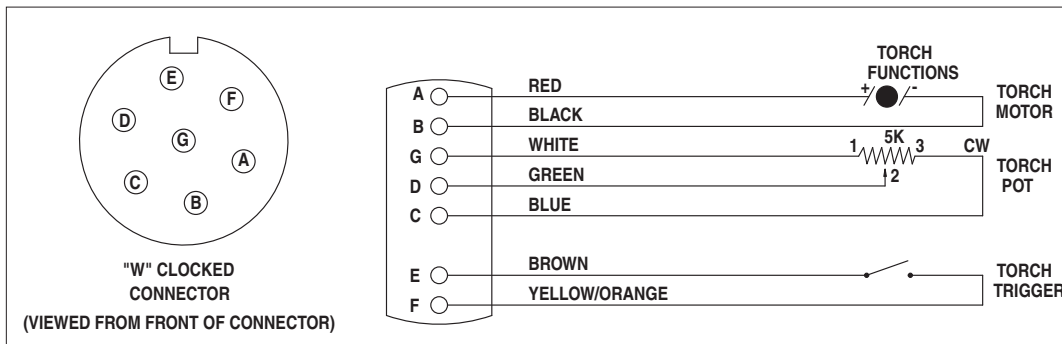 E
F
D
G
A
C
B
"W" CLOCKED
CONNECTOR
(VIEWED FROM FRONT OF CONNECTOR)
TORCH
FUNCTIONS
A RED + - TORCH
MOTOR
B BLACK
G WHITE 1 5K 3 CW TORCH
POT
D GREEN 2
C BLUE
E BROWN TORCH
TRIGGER
F YELLOW/ORANGE